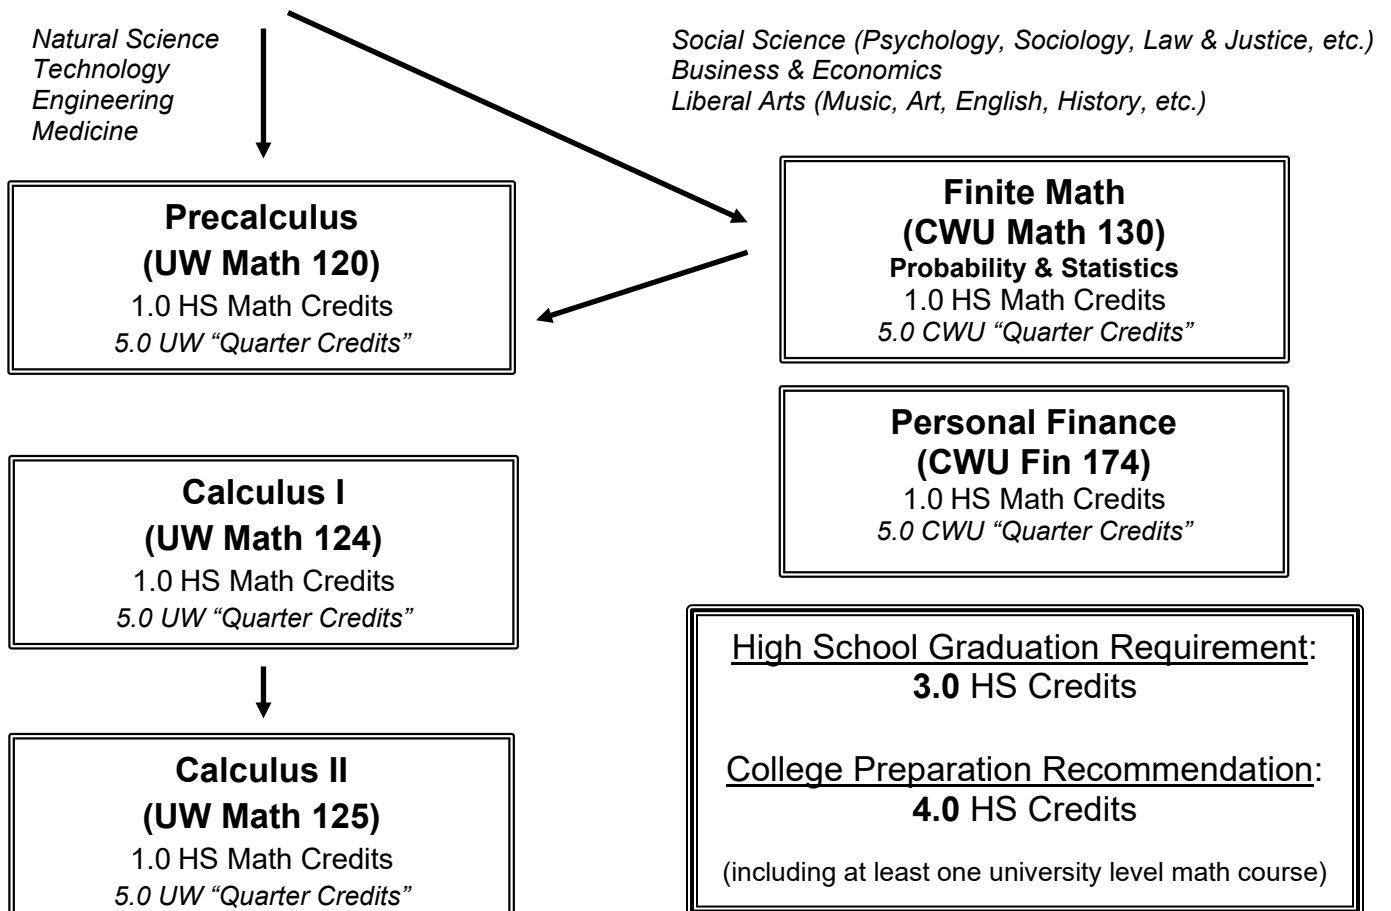 Natural Science
Technology
Engineering
Medicine
Social Science (Psychology, Sociology, Law & Justice, etc.)
Business & Economics
Liberal Arts (Music, Art, English, History, etc.)
Precalculus
(UW Math 120)
1.0 HS Math Credits
5.0 UW “Quarter Credits”
Finite Math
(CWU Math 130)
Probability & Statistics
1.0 HS Math Credits
5.0 CWU “Quarter Credits”
Personal Finance
(CWU Fin 174)
1.0 HS Math Credits
5.0 CWU “Quarter Credits”
Calculus I
(UW Math 124)
1.0 HS Math Credits
5.0 UW “Quarter Credits”
Calculus II
(UW Math 125)
1.0 HS Math Credits
5.0 UW “Quarter Credits”
High School Graduation Requirement:
3.0 HS Credits
College Preparation Recommendation:
4.0 HS Credits
(including at least one university level math course)